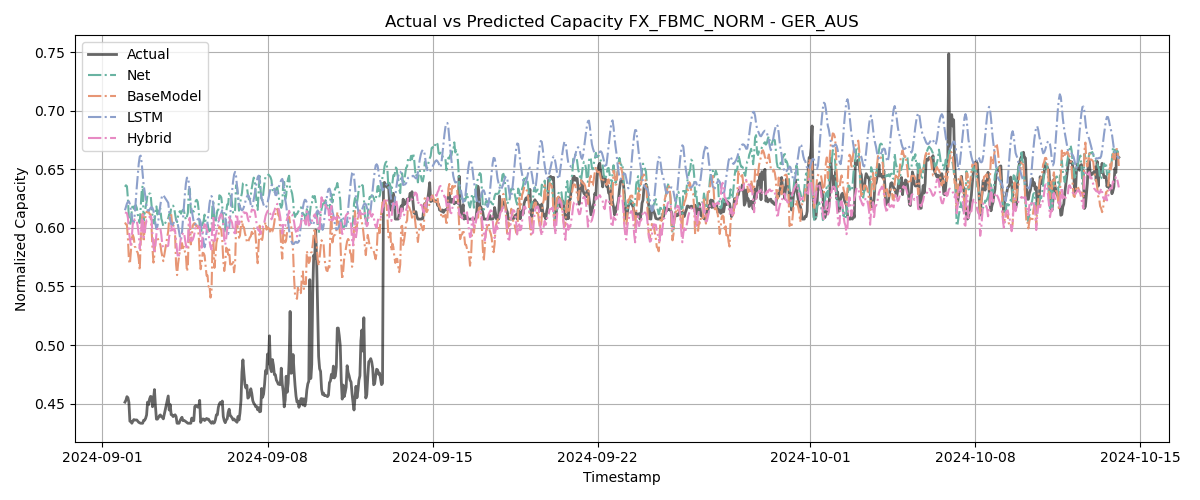 Actual vs Predicted Capacity FX_FBMC_NORM - GER_AUS
Normalized Capacity
0.75
0.70
0.65
0.60
0.55
0.50
0.45
Actual
Net
BaseModel
LSTM
Hybrid
2024-09-01
2024-09-08
2024-09-15
2024-09-22
2024-10-01
2024-10-08
2024-10-15
Timestamp